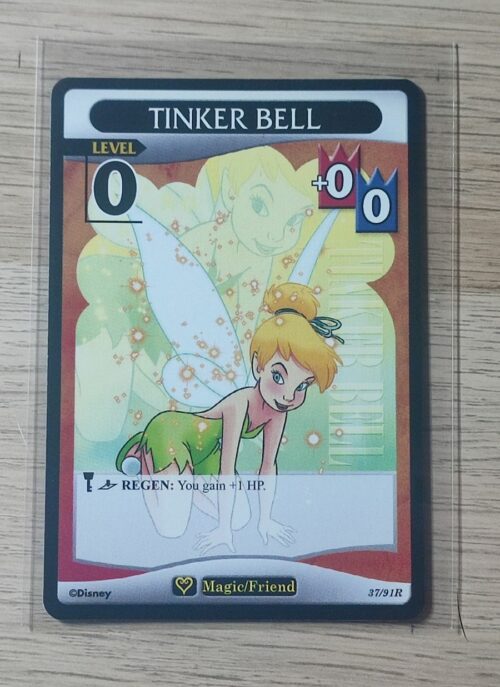 TINKER BELL
LEVEL
0
+0
0
TINKER BELL
REGEN: You gain +1 HP.
Magic/Friend
©Disney
37/91R